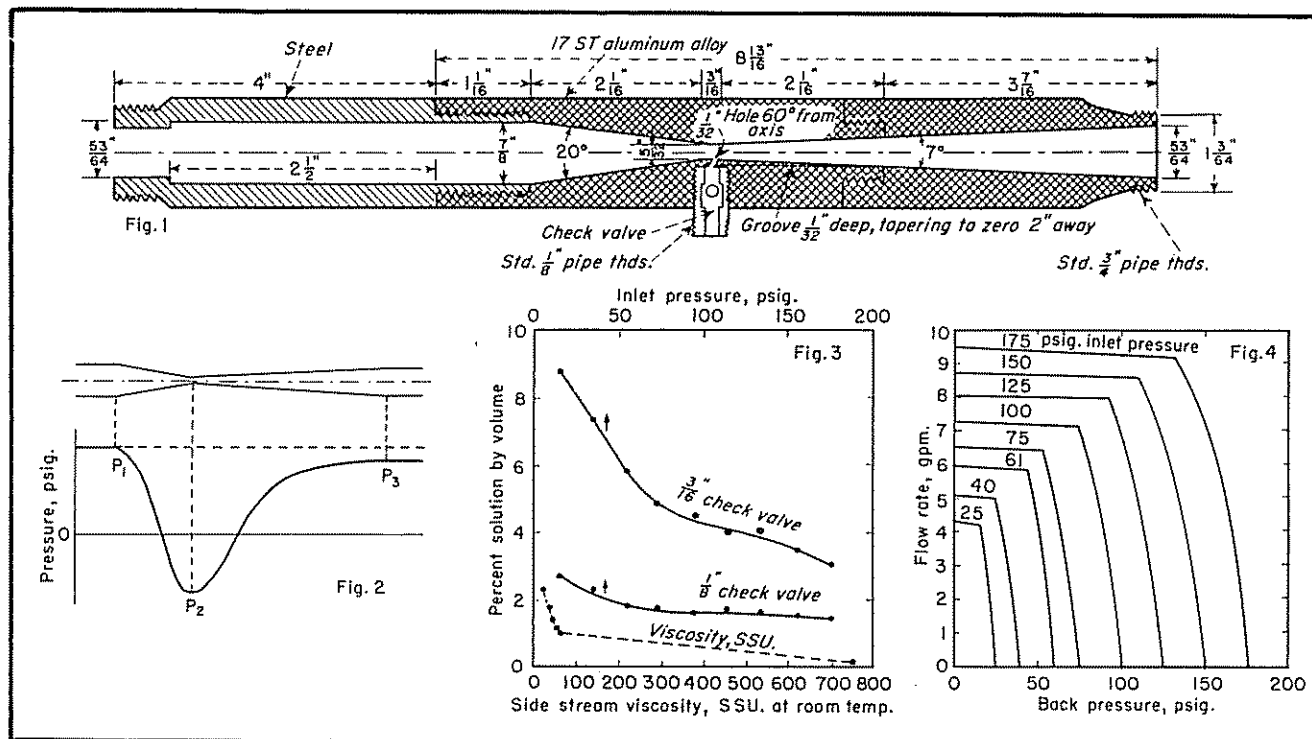 Steel
17 ST aluminum alloy
8 13/16"
4"
1 1/16"
2 1/16"
3/16"
2 1/16"
3 7/16"
53/64"
2 1/2"
7/8"
20°
5/32"
1/32"
Hole 60° from
axis
7°
53/64"
1 3/64"
Fig. 1
Check valve
Std. 1/8" pipe thds.
Groove 1/32" deep, tapering to zero 2" away
Std. 3/4" pipe thds.
Pressure, psig.
0
P1
P2
P3
Fig. 2
Inlet pressure, psig.
0 50 100 150 200
Fig. 3
Percent solution by volume
10
8
6
4
2
0
3/16" check valve
1/8" check valve
Viscosity, SSU.
100 200 300 400 500 600 700 800
Side stream viscosity, SSU. at room temp.
Fig. 4
Flow rate, gpm.
10
9
8
7
6
5
4
3
2
1
0
175 psig. inlet pressure
150
125
100
75
61
40
25
0 50 100 150 200
Back pressure, psig.